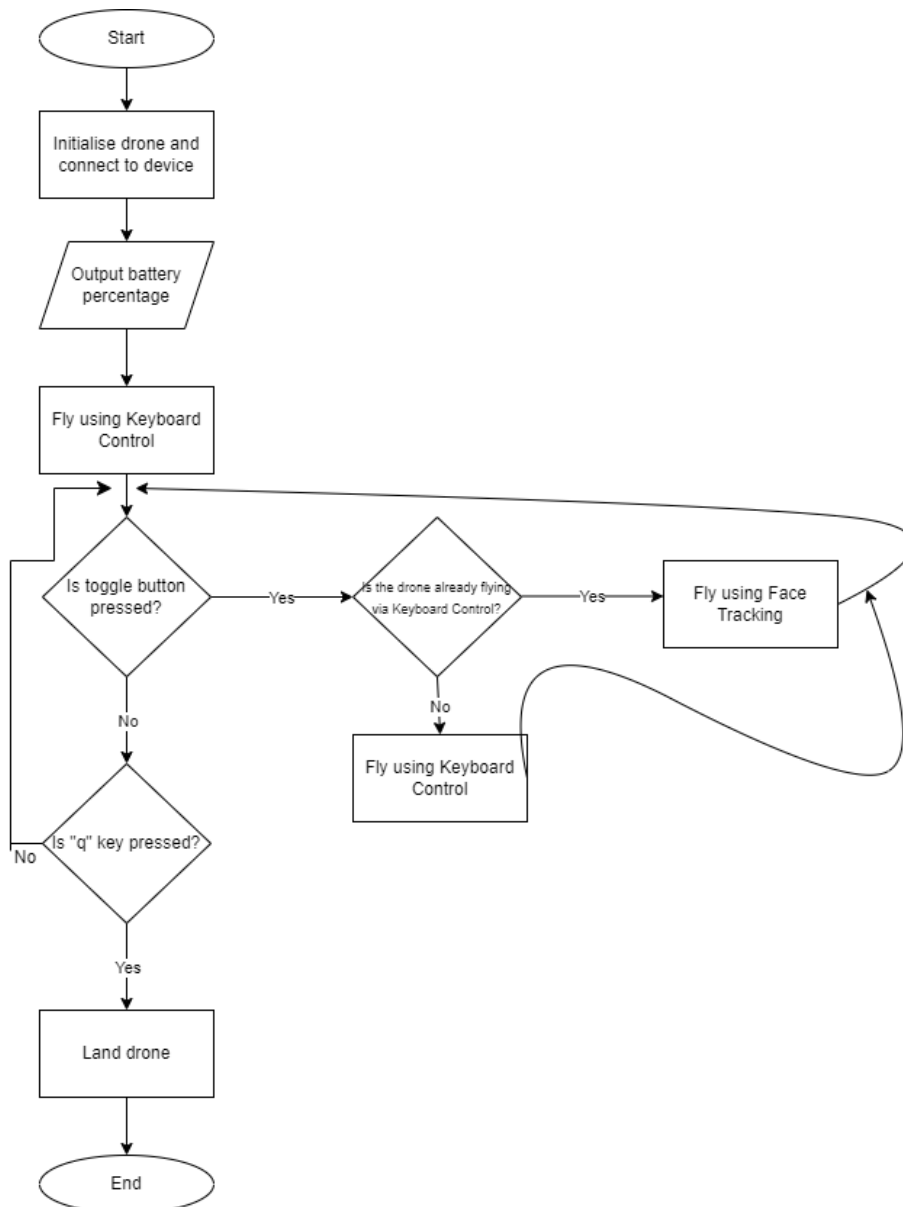 Start
Initialise drone and
connect to device
Output battery
percentage
Fly using Keyboard
Control
Is toggle button
pressed?
Yes
Is the drone already flying
via Keyboard Control?
Yes
Fly using Face
Tracking
No
No
Fly using Keyboard
Control
Is "q" key pressed?
No
Yes
Land drone
End